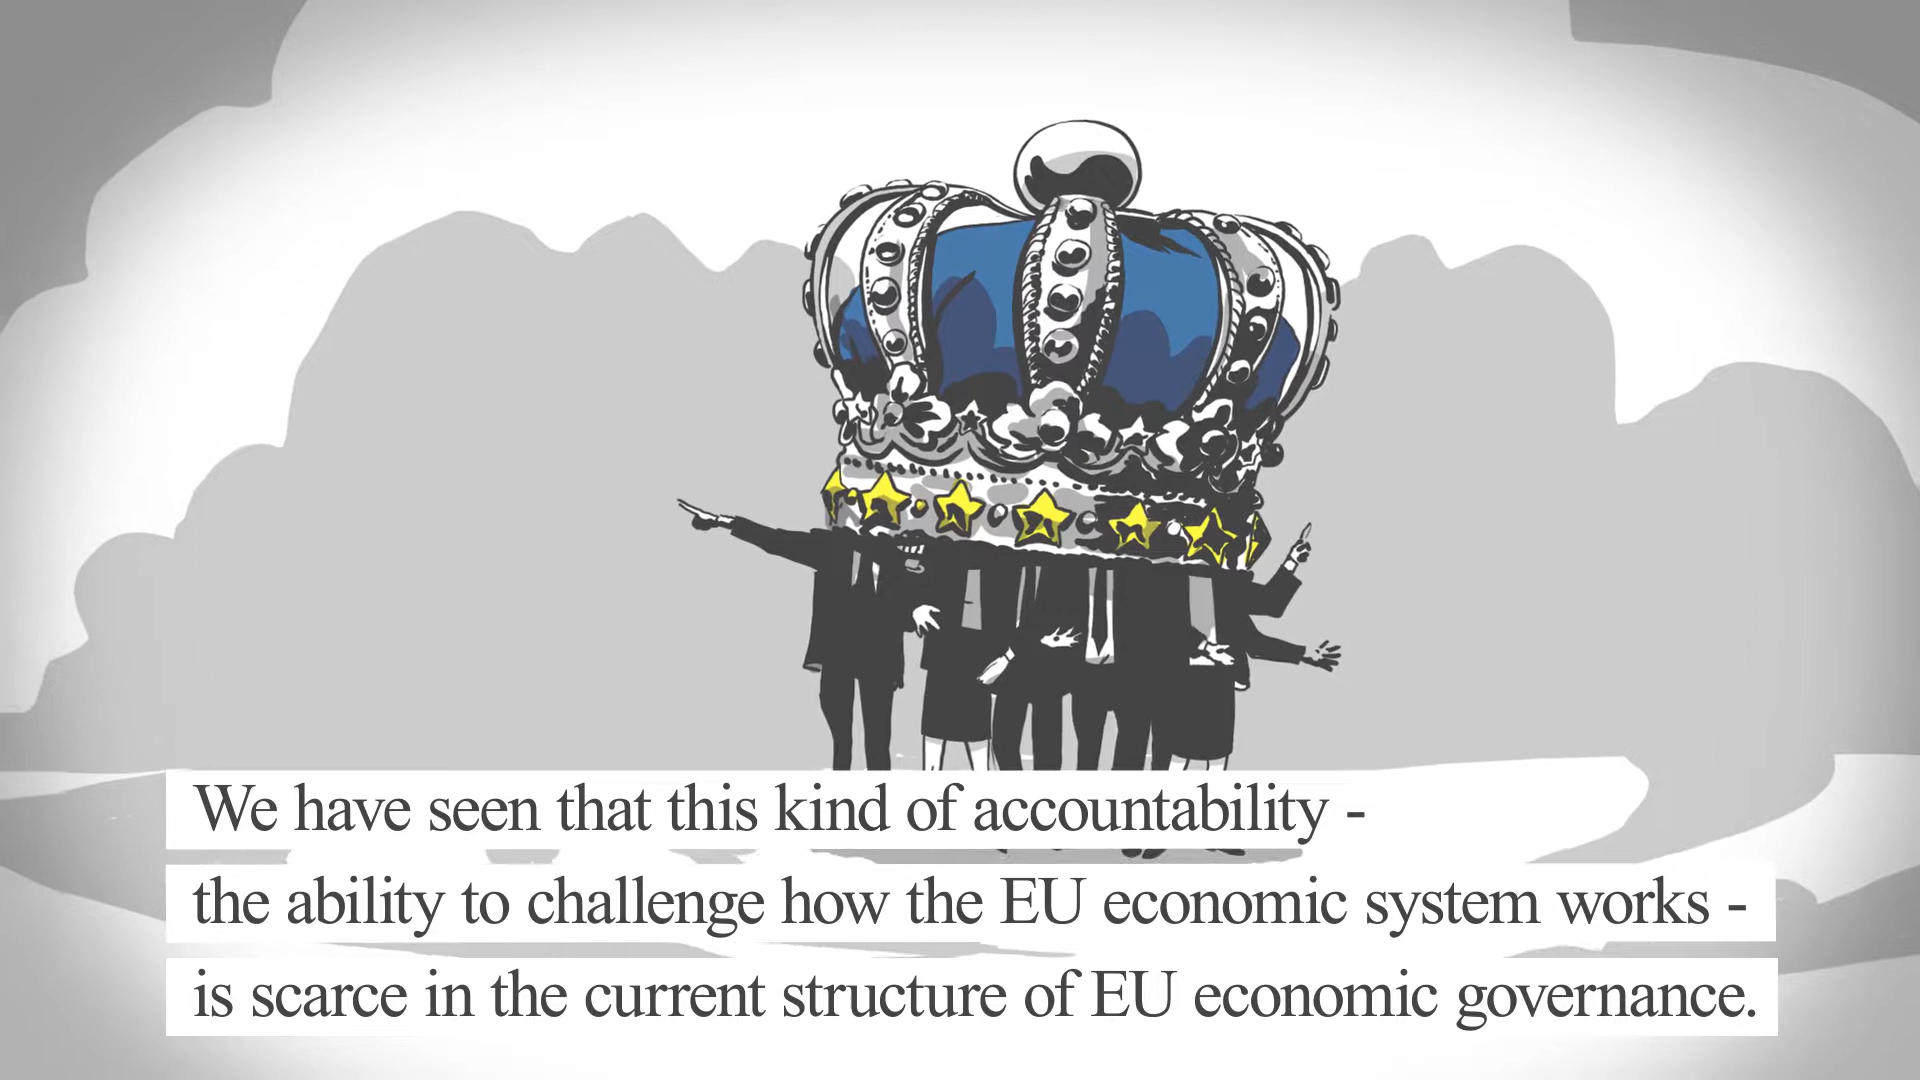 We have seen that this kind of accountability -
the ability to challenge how the EU economic system works -
is scarce in the current structure of EU economic governance.